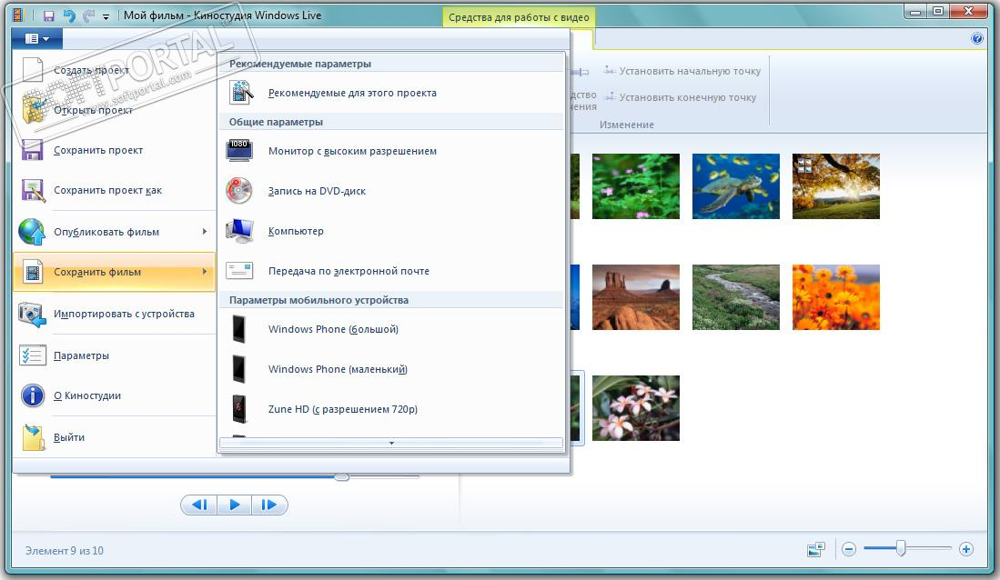 Мой фильм - Киностудия Windows Live
Средства для работы с видео
Создать проект
Открыть проект
Сохранить проект
Сохранить проект как
Опубликовать фильм
Сохранить фильм
Импортировать с устройства
Параметры
О Киностудии
Выйти
Рекомендуемые параметры
Рекомендуемые для этого проекта
Общие параметры
1080
Монитор с высоким разрешением
Запись на DVD-диск
Компьютер
Передача по электронной почте
Параметры мобильного устройства
Windows Phone (большой)
Windows Phone (маленький)
Zune HD (с разрешением 720p)
Установить начальную точку
Установить конечную точку
Изменение
Элемент 9 из 10
SOFTPORTAL
www.softportal.com